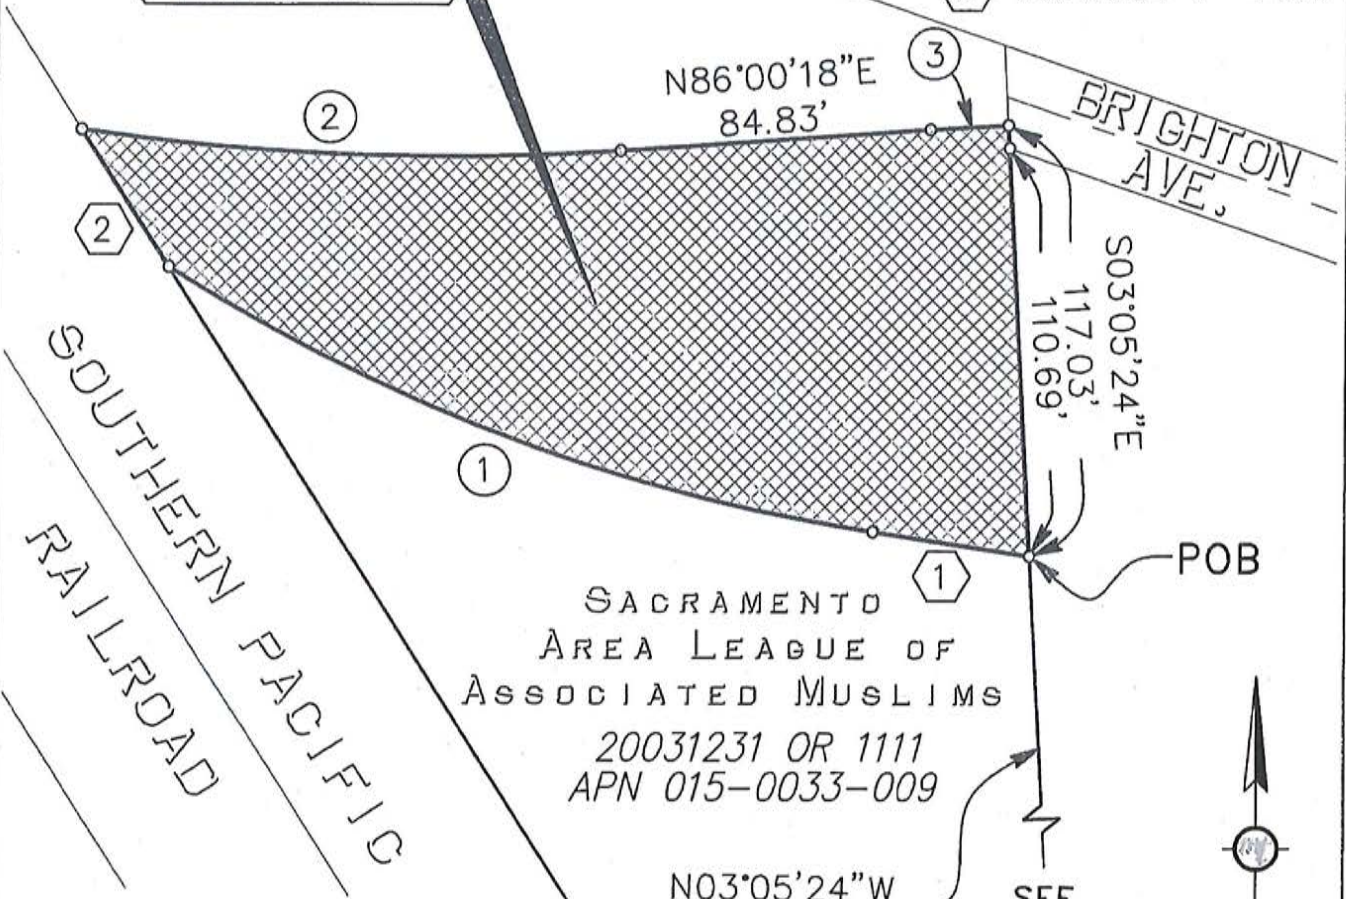 N86°00'18"E
84.83'
3
2
BRIGHTON
AVE.
2
S03°05'24"E
117.03'
110.69'
1
1
POB
SOUTHERN PACIFIC
RAILROAD
SACRAMENTO
AREA LEAGUE OF
ASSOCIATED MUSLIMS
20031231 OR 1111
APN 015-0033-009
N03°05'24"W
SEE